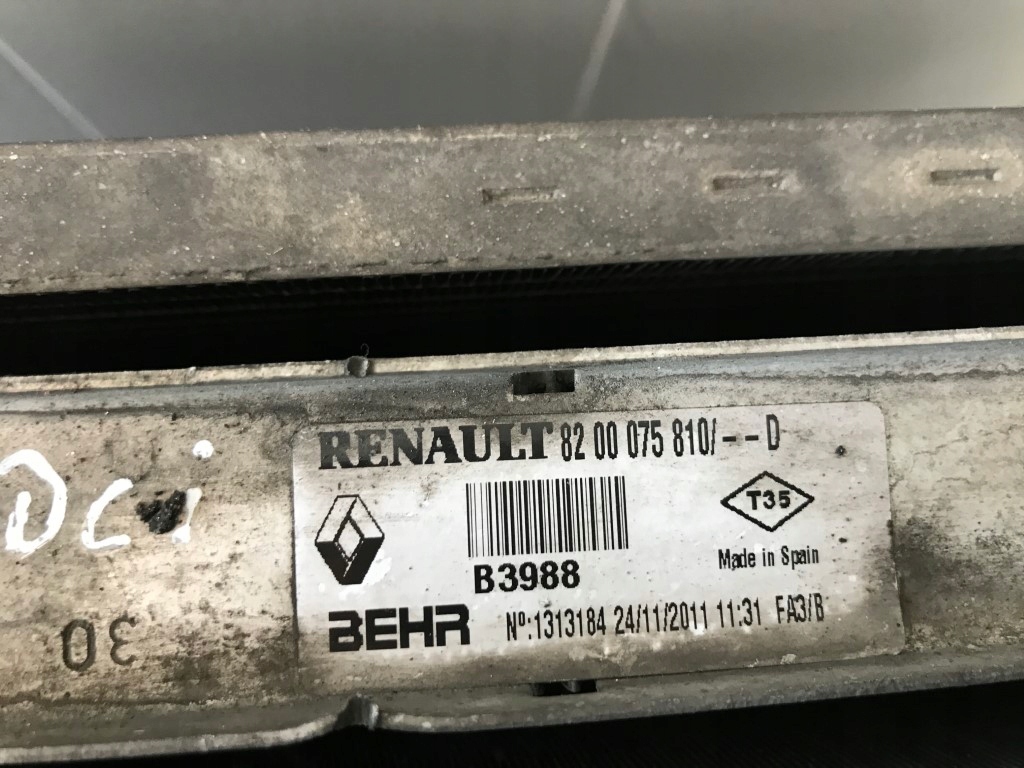 RENAULT 82 00 075 810/--D
T35
Made in Spain
B3988
BEHR Nº:1313184 24/11/2011 11:31 FA3/B
DCi
30